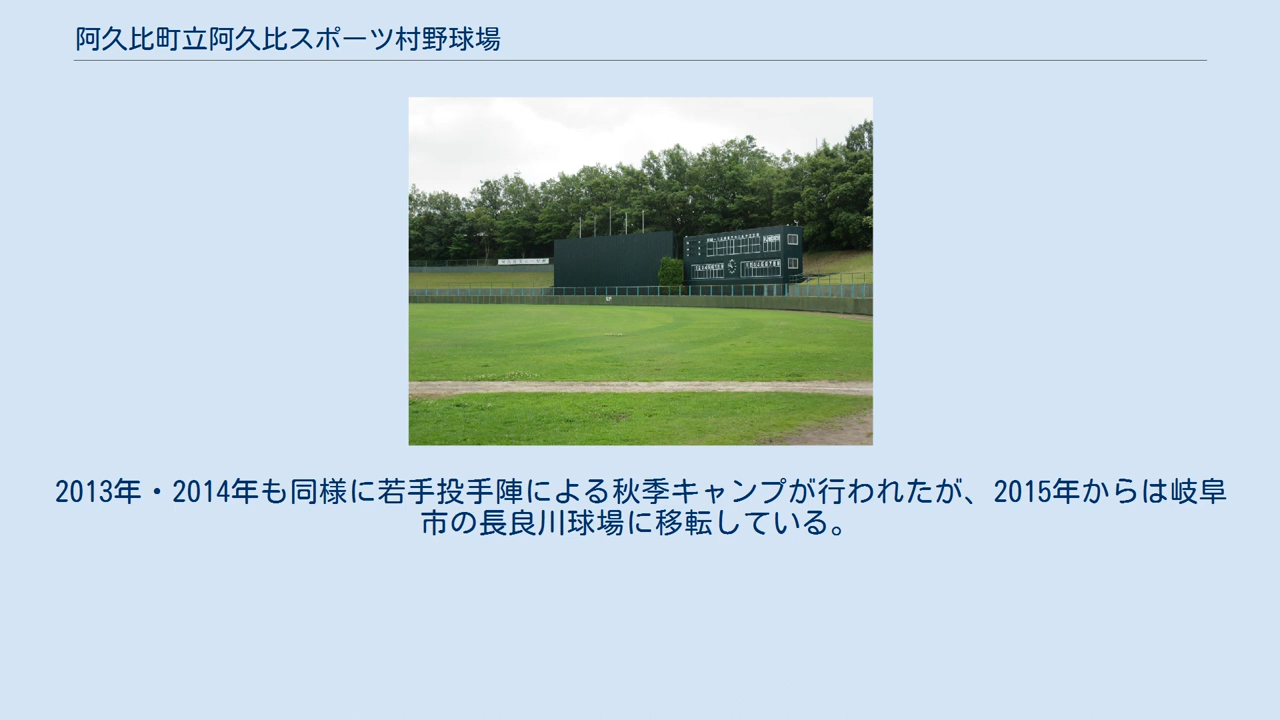 阿久比町立阿久比スポーツ村野球場
2013年・2014年も同様に若手投手陣による秋季キャンプが行われたが、2015年からは岐阜
市の長良川球場に移転している。